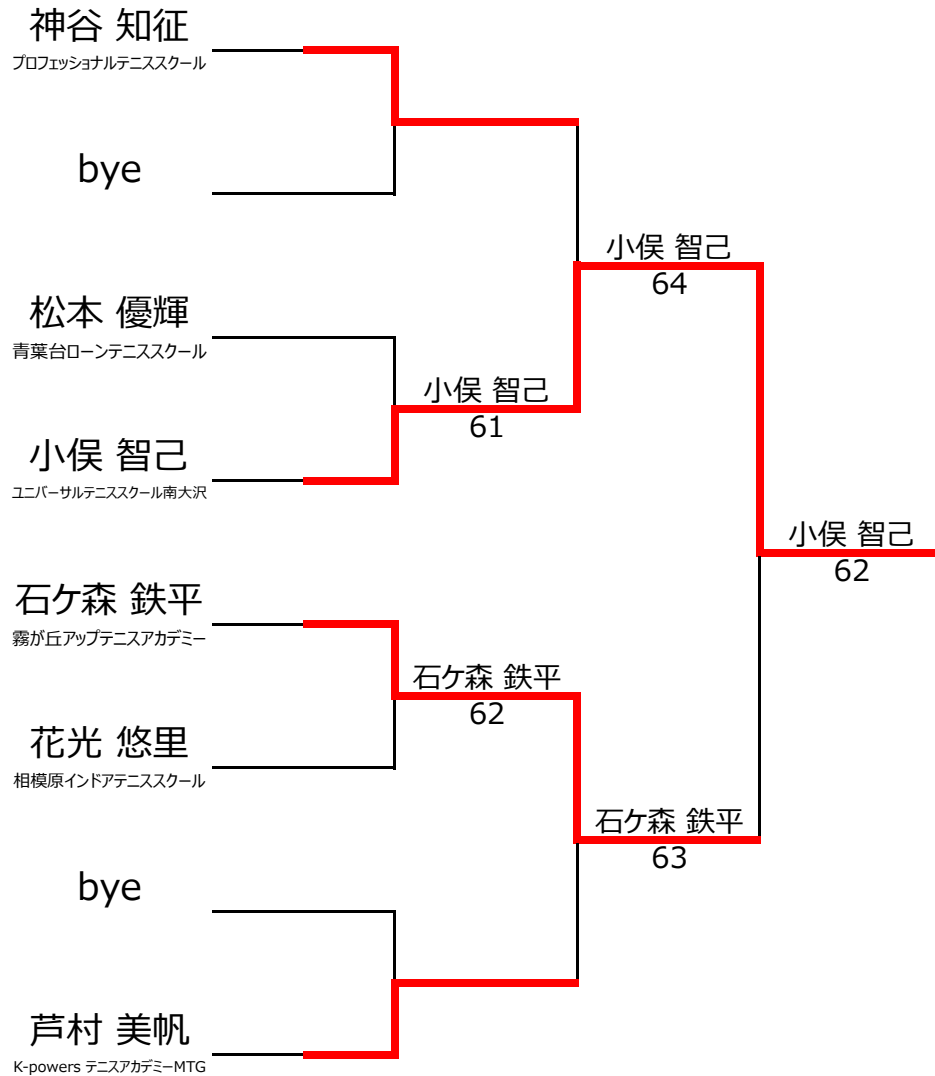 神谷 知征
プロフェッショナルテニススクール
bye
松本 優輝
青葉台ローンテニススクール
小俣 智己
ユニバーサルテニススクール南大沢
石ケ森 鉄平
霧が丘アップテニスアカデミー
花光 悠里
相模原インドアテニススクール
bye
芦村 美帆
K-powers テニスアカデミーMTG
小俣 智己
61
石ケ森 鉄平
62
小俣 智己
64
石ケ森 鉄平
63
小俣 智己
62